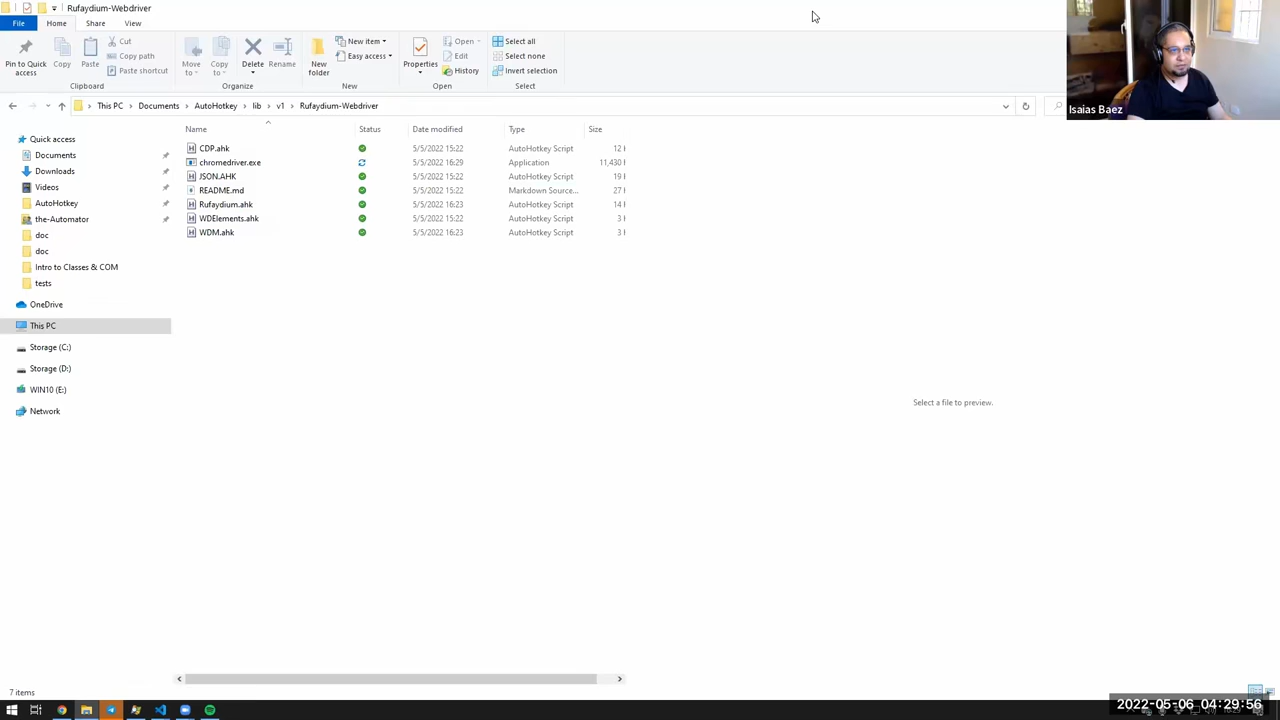 Rufaydium-Webdriver
File Home Share View
Pin to Quick access
Copy
Paste
Cut
Copy path
Paste shortcut
Clipboard
Move to
Copy to
Delete
Rename
Organize
New folder
New item
Easy access
New
Properties
Open
Edit
History
Open
Select all
Select none
Invert selection
Select
Isaias Baez
This PC Documents AutoHotkey lib v1 Rufaydium-Webdriver
Name Status Date modified Type Size
CDP.ahk 5/5/2022 15:22 AutoHotkey Script 12
chromedriver.exe 5/5/2022 16:29 Application 11,430
JSON.AHK 5/5/2022 15:22 AutoHotkey Script 19
README.md 5/5/2022 15:22 Markdown Source... 27
Rufaydium.ahk 5/5/2022 16:23 AutoHotkey Script 14
WDElements.ahk 5/5/2022 15:22 AutoHotkey Script 3
WDM.ahk 5/5/2022 16:23 AutoHotkey Script 3
Quick access
Documents
Downloads
Videos
AutoHotkey
the-Automator
doc
doc
Intro to Classes & COM
tests
OneDrive
This PC
Storage (C:)
Storage (D:)
WIN10 (E:)
Network
Select a file to preview.
7 items
2022-05-06 04:29:56